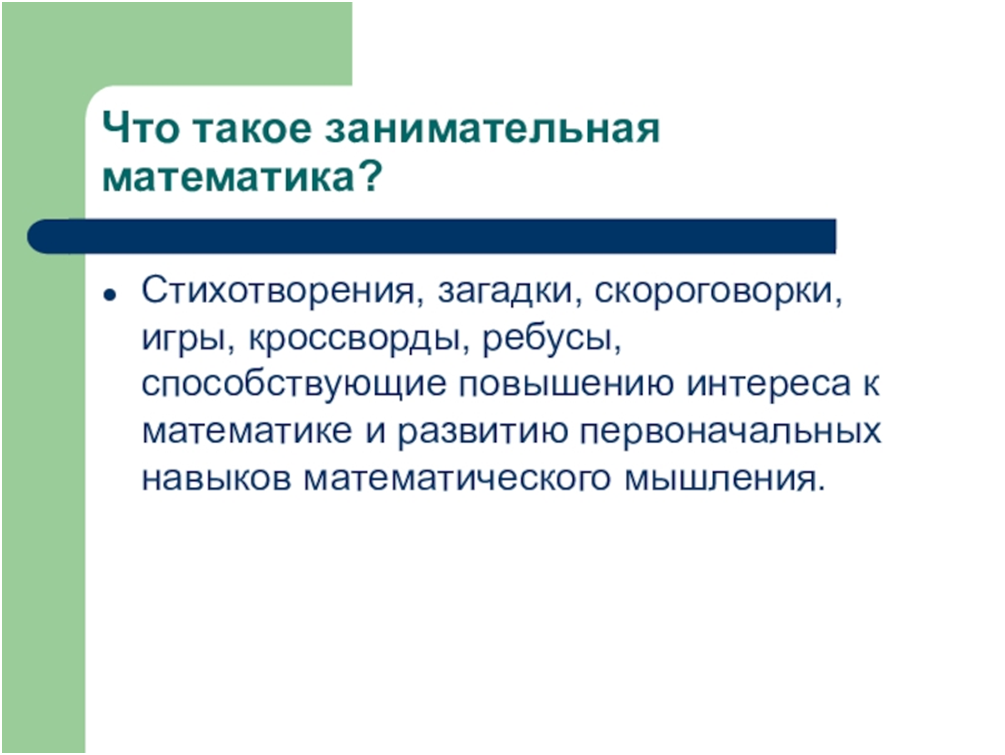 Что такое занимательная
математика?
• Стихотворения, загадки, скороговорки,
игры, кроссворды, ребусы,
способствующие повышению интереса к
математике и развитию первоначальных
навыков математического мышления.